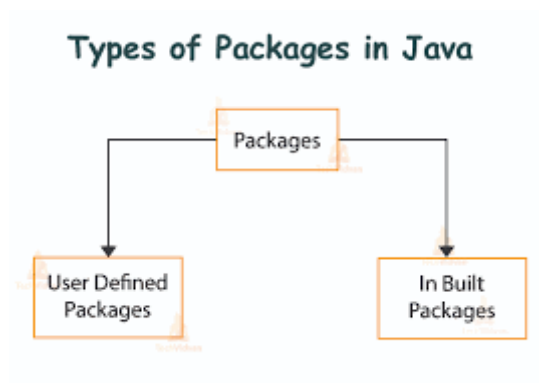 Types of Packages in Java
Packages
User Defined
Packages
In Built
Packages